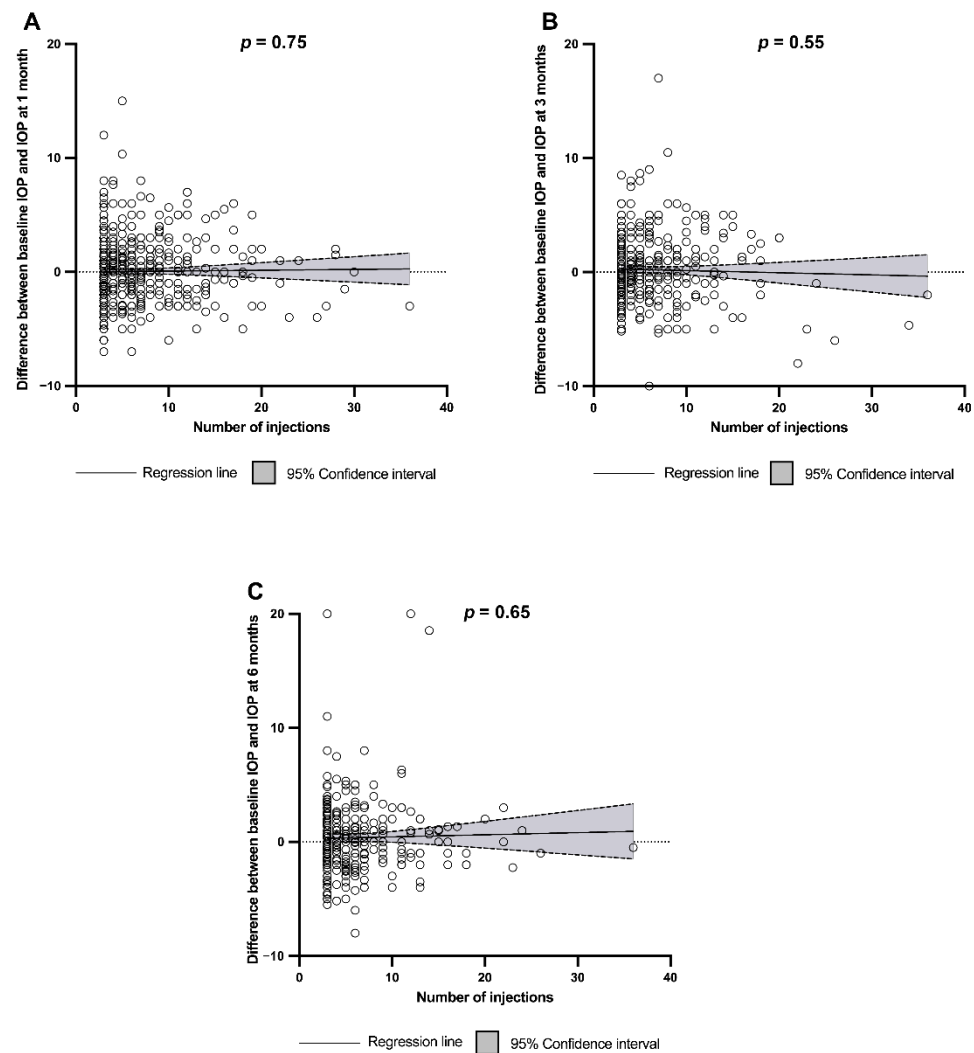 A
p = 0.75
Difference between baseline IOP and IOP at 1 month
20
10
0
−10
0 10 20 30 40
Number of injections
Regression line 95% Confidence interval
B
p = 0.55
Difference between baseline IOP and IOP at 3 months
20
10
0
−10
0 10 20 30 40
Number of injections
Regression line 95% Confidence interval
C
p = 0.65
Difference between baseline IOP and IOP at 6 months
20
10
0
−10
0 10 20 30 40
Number of injections
Regression line 95% Confidence interval